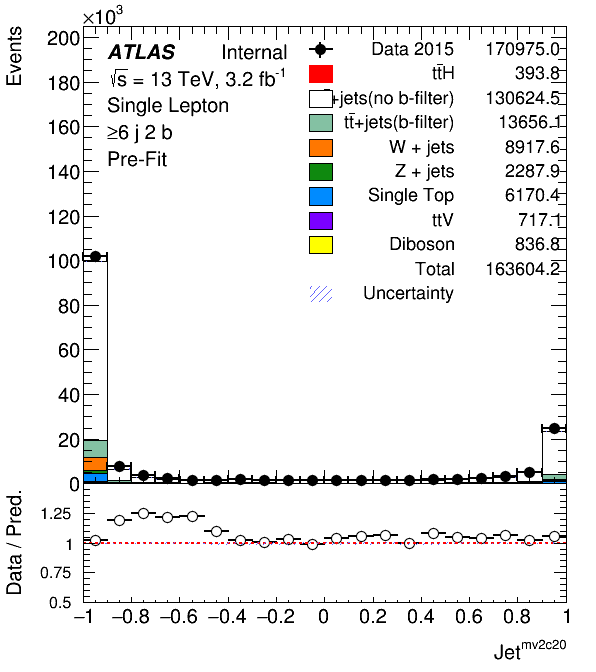 ×10³
Events
200
180
160
140
120
100
80
60
40
20
0
ATLAS Internal
√s = 13 TeV, 3.2 fb⁻¹
Single Lepton
≥6 j 2 b
Pre-Fit
Data 2015 170975.0
tt̄H 393.8
+jets(no b-filter) 130624.5
tt̄+jets(b-filter) 13656.1
W + jets 8917.6
Z + jets 2287.9
Single Top 6170.4
ttV 717.1
Diboson 836.8
Total 163604.2
Uncertainty
Data / Pred.
1.25
1
0.75
0.5
−1 −0.8 −0.6 −0.4 −0.2 0 0.2 0.4 0.6 0.8 1
Jet^mv2c20